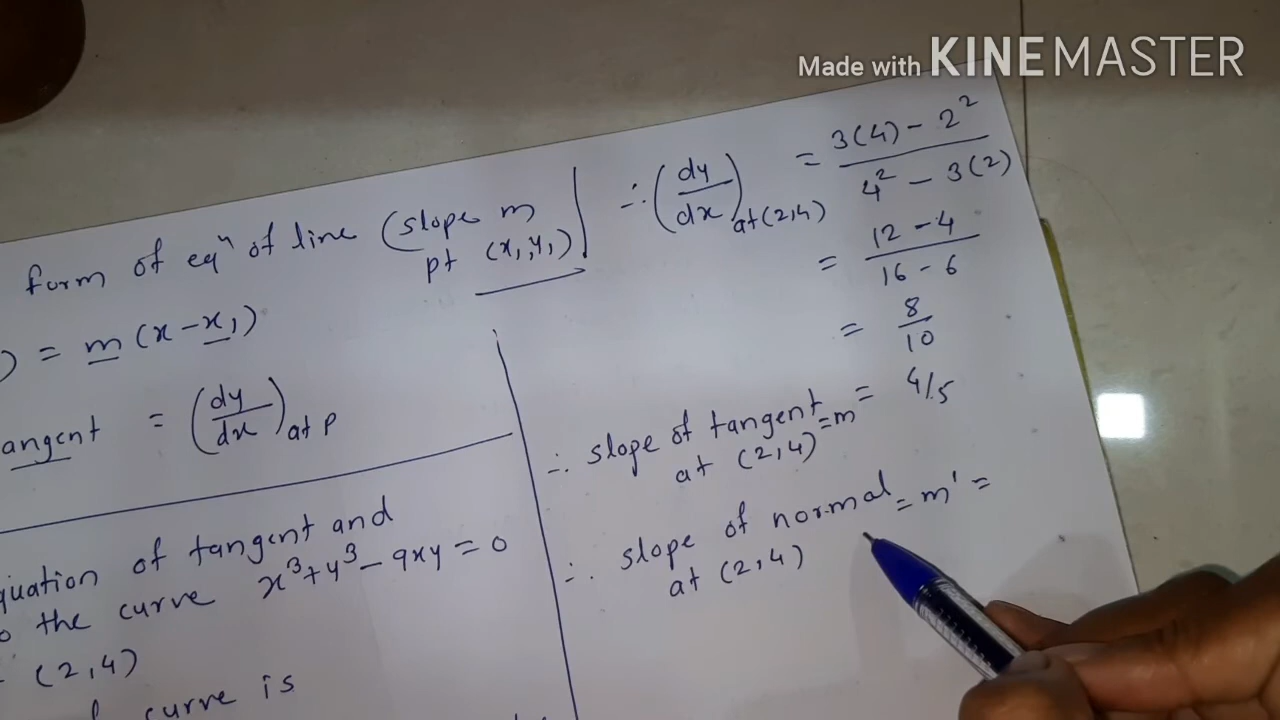 Made with KINEMASTER
form of eqⁿ of line (slope m
pt (x₁, y₁)
) = m (x - x₁)
angent = (dy/dx) at P
quation of tangent and
o the curve x³ + y³ - 9xy = 0
(2,4)
curve is
∴ (dy/dx) at (2,4) = 3(4) - 2² / 4² - 3(2)
= 12 - 4 / 16 - 6
= 8/10
∴ slope of tangent = m = 4/5
at (2,4)
∴ slope of normal = m' =
at (2,4)